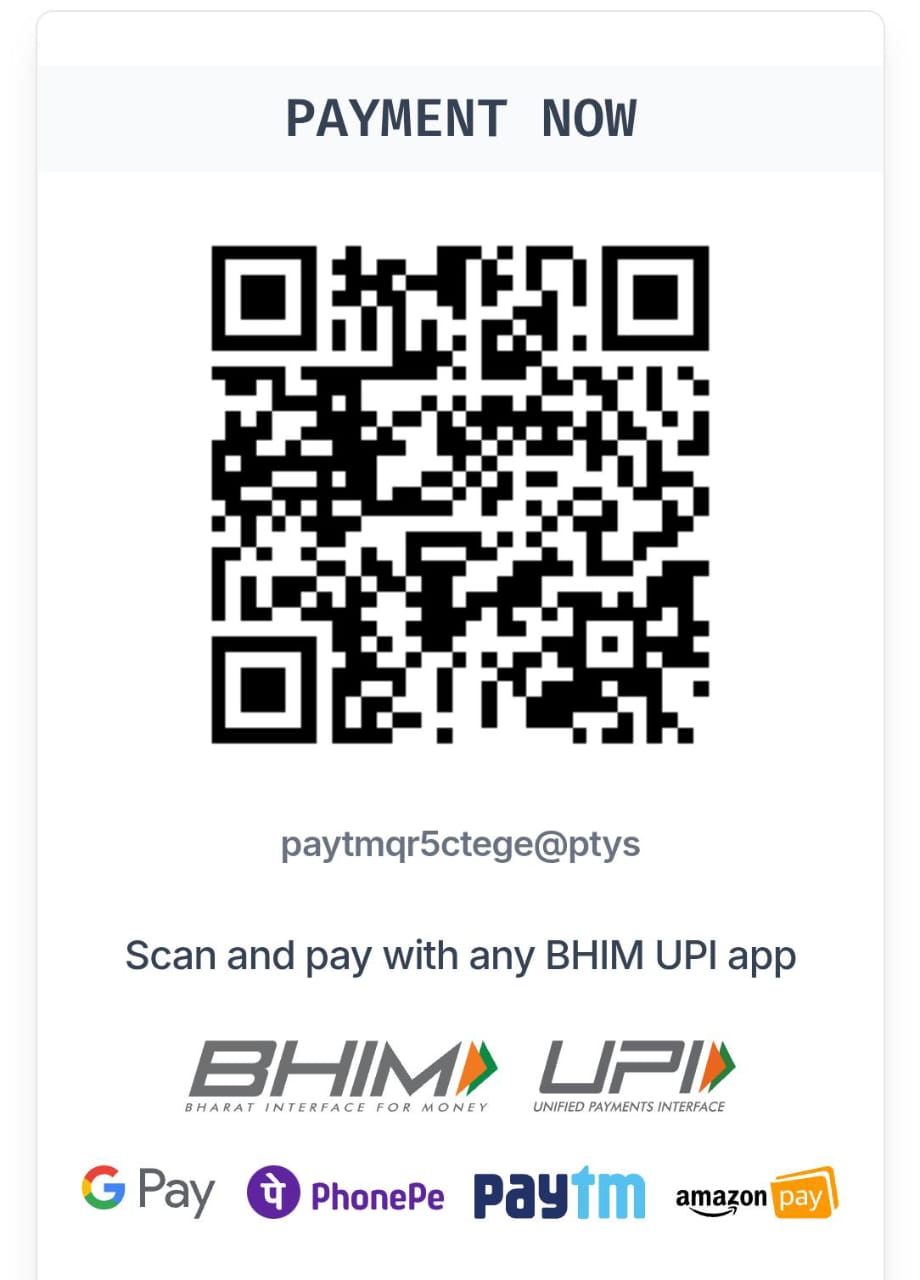 PAYMENT NOW
paytmqr5ctege@ptys
Scan and pay with any BHIM UPI app
BHIM UPI
BHARAT INTERFACE FOR MONEY UNIFIED PAYMENTS INTERFACE
G Pay पे PhonePe paytm amazon pay